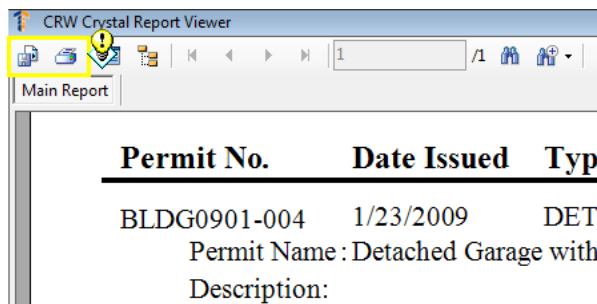 CRW Crystal Report Viewer
1 /1
Main Report
Permit No. Date Issued Typ
BLDG0901-004 1/23/2009 DET
Permit Name : Detached Garage with
Description: